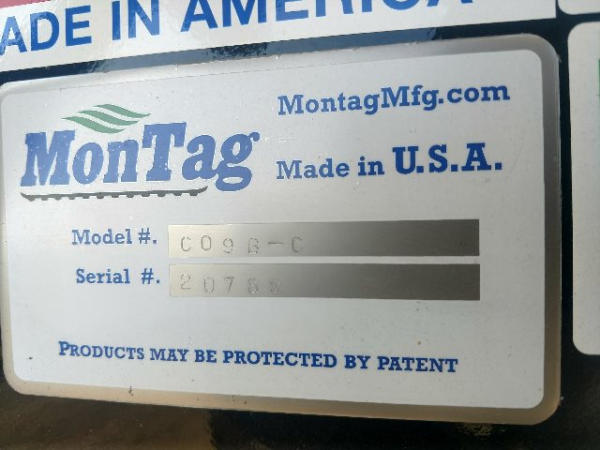 ADE IN AMERICA
MontagMfg.com
MonTag
Made in U.S.A.
Model #.
Serial #.
PRODUCTS MAY BE PROTECTED BY PATENT